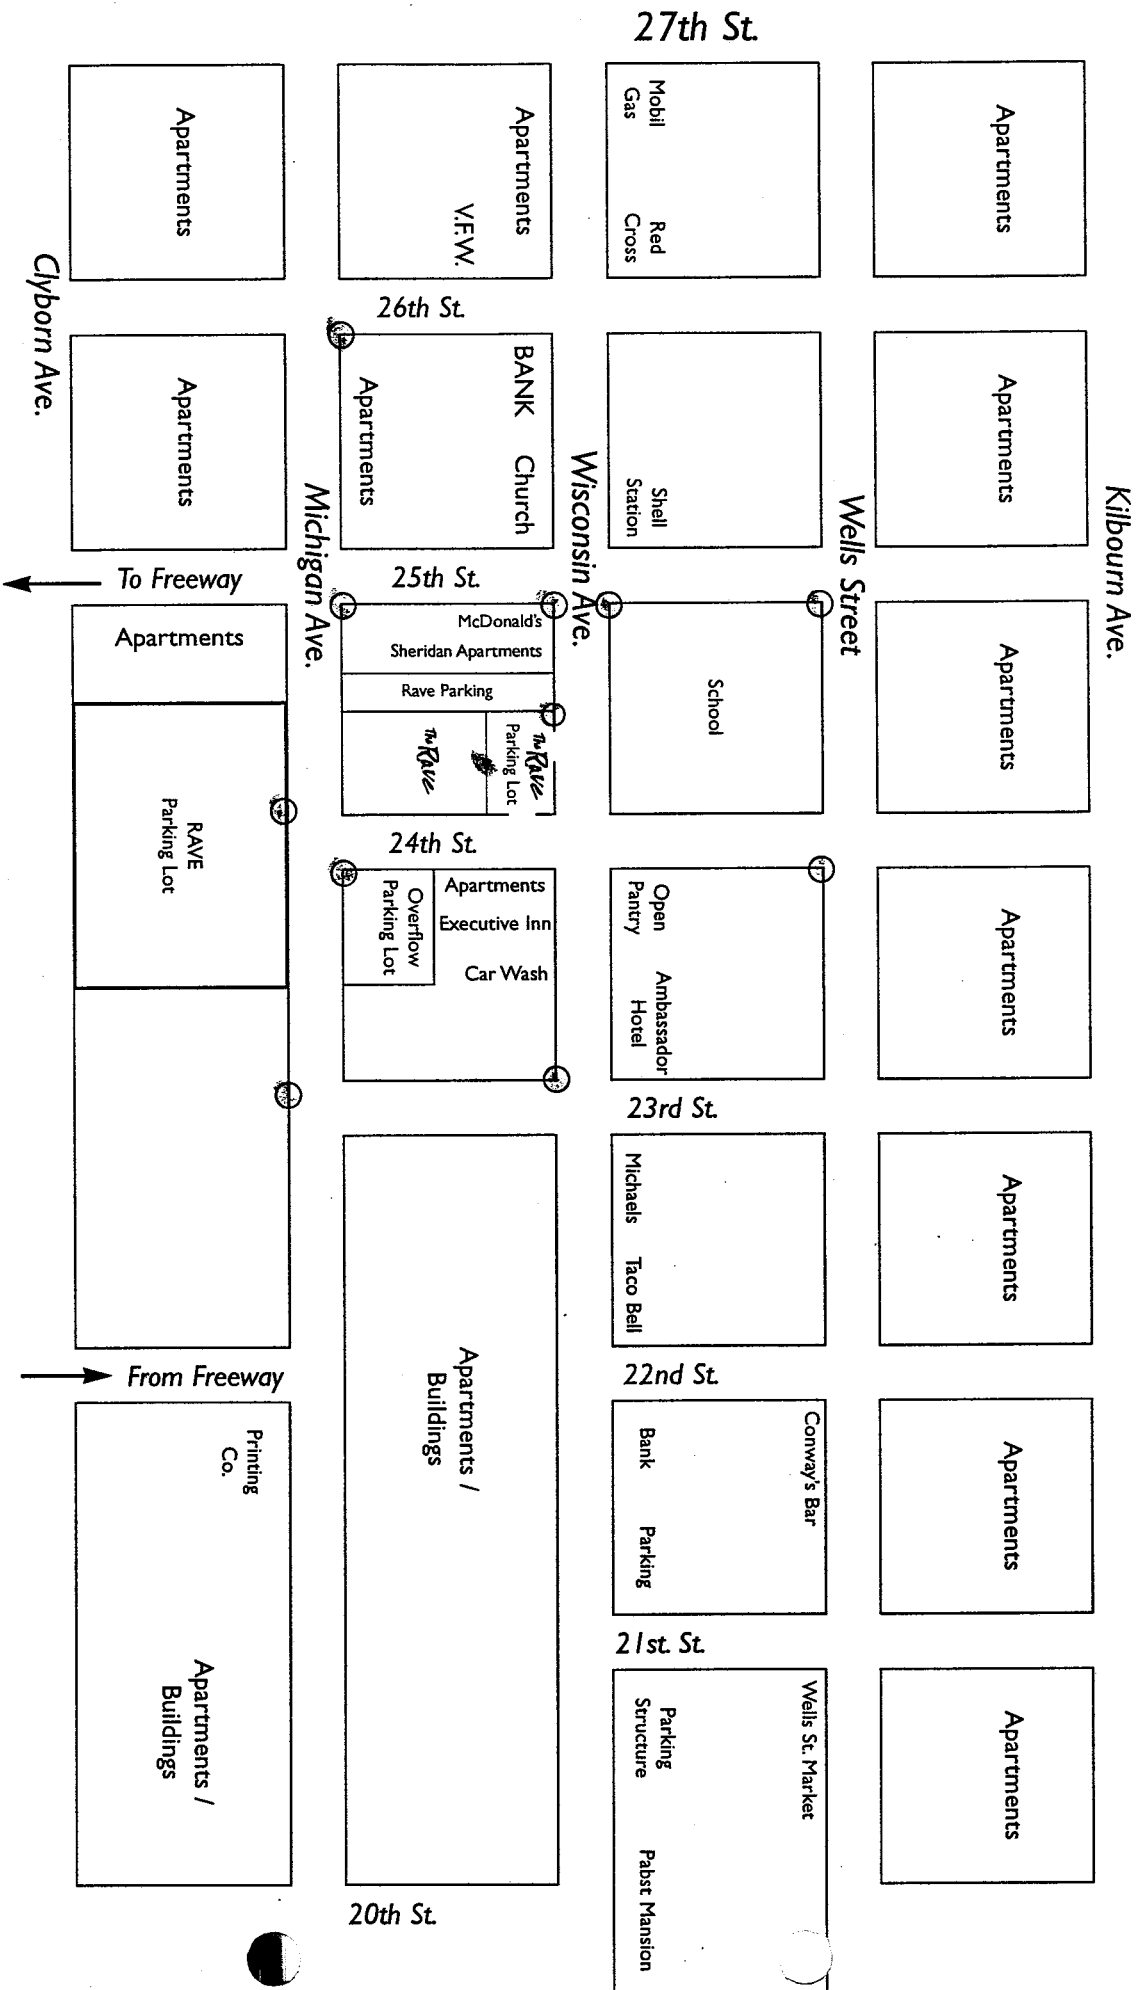 27th St.
Apartments
Apartments
V.F.W.
Mobil
Gas
Red
Cross
Apartments
Clyborn Ave.
26th St.
Apartments
BANK Church
Apartments
Shell
Station
Apartments
Michigan Ave.
Wisconsin Ave.
Wells Street
Kilbourn Ave.
To Freeway
25th St.
Apartments
McDonald's
Sheridan Apartments
Rave Parking
The Rave
The Rave
Parking Lot
School
Apartments
RAVE
Parking Lot
24th St.
Overflow
Parking Lot
Apartments
Executive Inn
Car Wash
Open
Pantry
Ambassador
Hotel
Apartments
23rd St.
Michaels Taco Bell
Apartments
From Freeway
22nd St.
Printing
Co.
Apartments /
Buildings
Bank Parking
Conway's Bar
Apartments
21st. St.
Apartments /
Buildings
Parking
Structure
Pabst Mansion
Wells St. Market
Apartments
20th St.